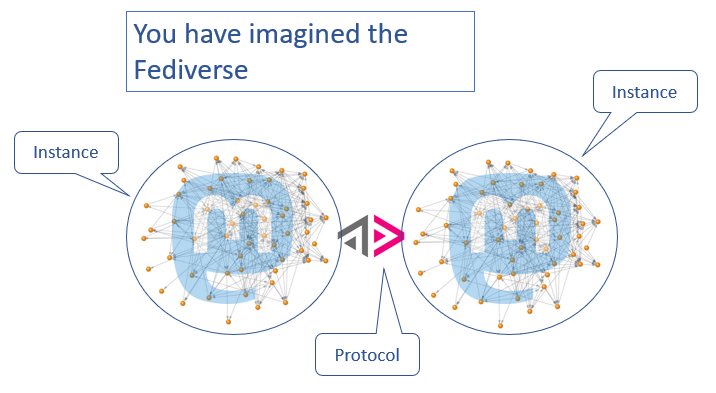 You have imagined the
Fediverse
Instance
Instance
Protocol